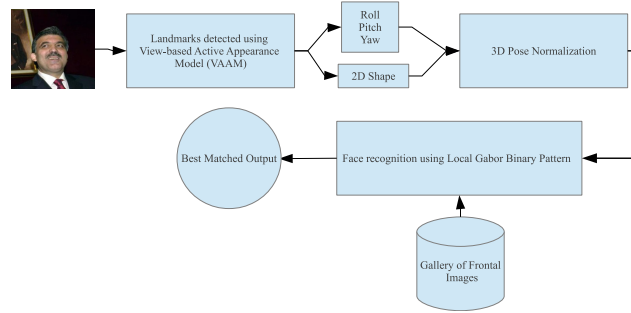 Landmarks detected using
View-based Active Appearance
Model (VAAM)
Roll
Pitch
Yaw
2D Shape
3D Pose Normalization
Best Matched Output
Face recognition using Local Gabor Binary Pattern
Gallery of Frontal
Images